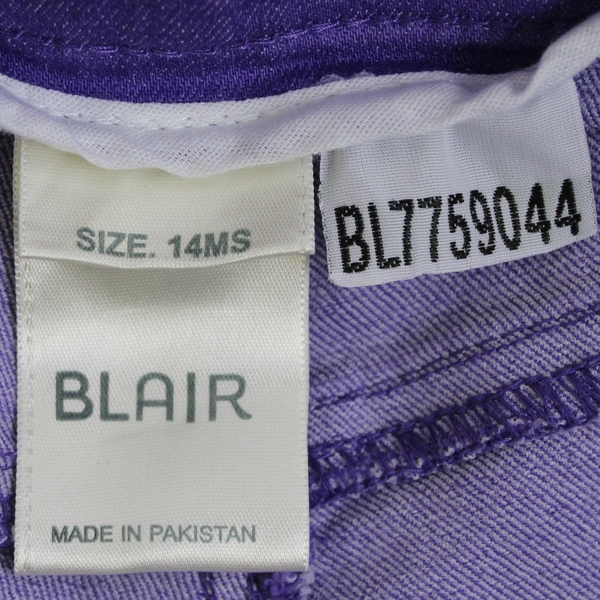 SIZE. 14MS
BL7759044
BLAIR
MADE IN PAKISTAN